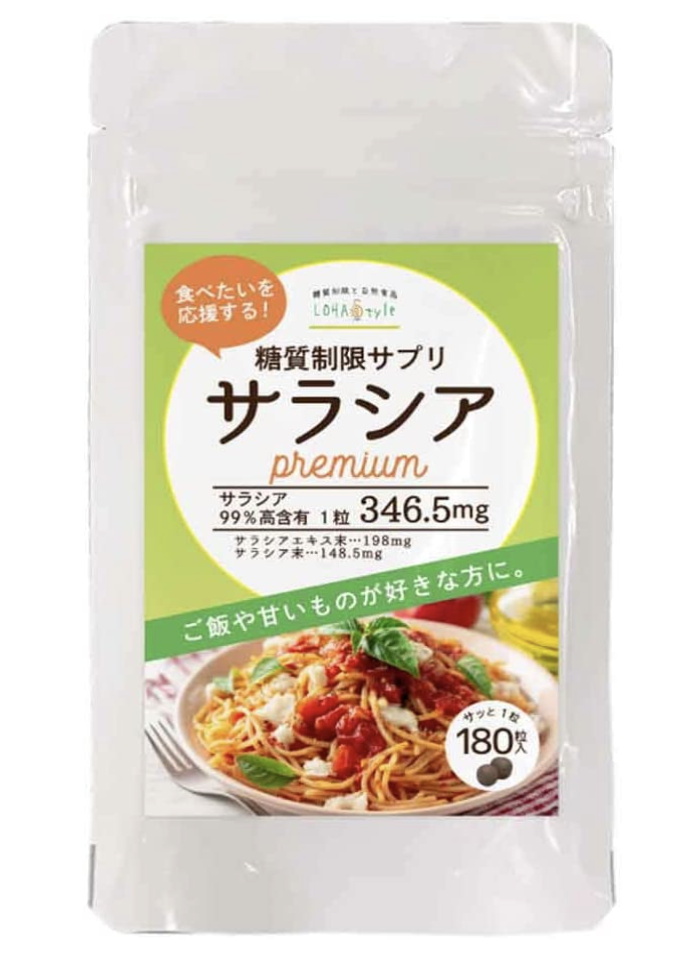 食べたいを
応援する!
糖質制限と自然食品
LOHAStyle
糖質制限サプリ
サラシア
premium
サラシア
99%高含有 1粒 346.5mg
サラシアエキス末…198mg
サラシア末…148.5mg
ご飯や甘いものが好きな方に。
サッと1粒
180粒入